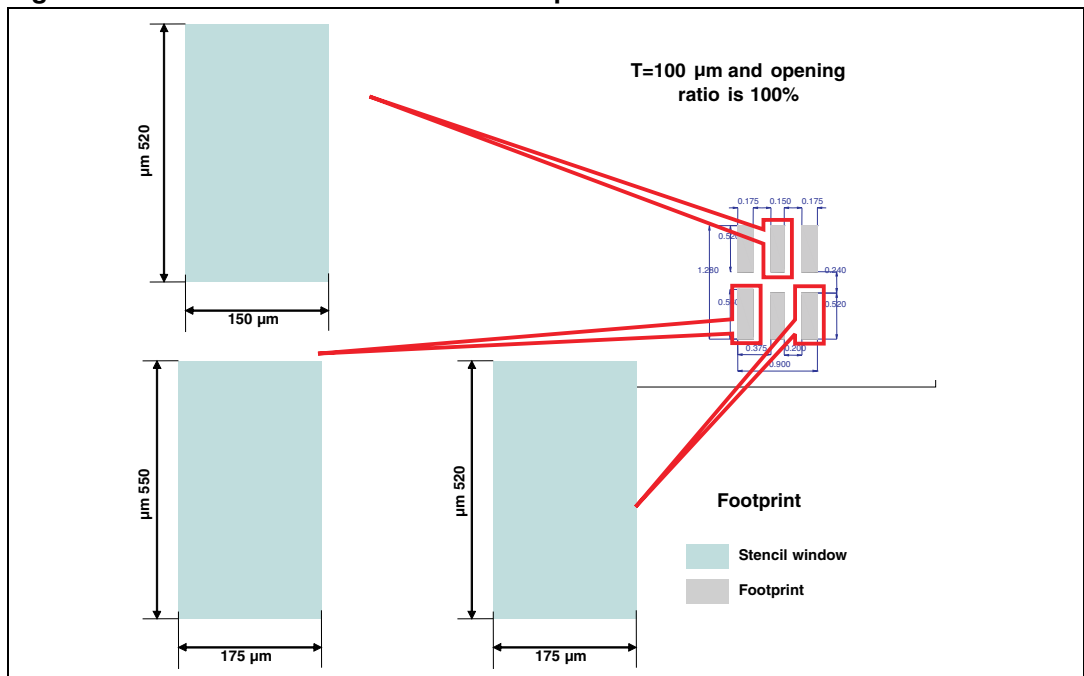 µm 520
150 µm
T=100 µm and opening
ratio is 100%
0.175 0.150 0.175
1.280
0.240
0.520
0.375
0.200
0.900
µm 550
175 µm
µm 520
175 µm
Footprint
Stencil window
Footprint